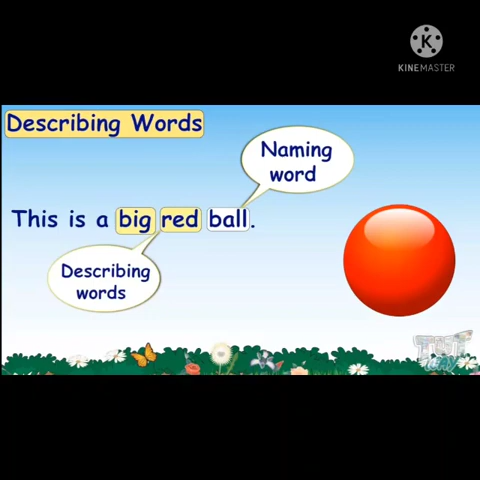 K
KINEMASTER
Describing Words
Naming
word
This is a big red ball.
Describing
words